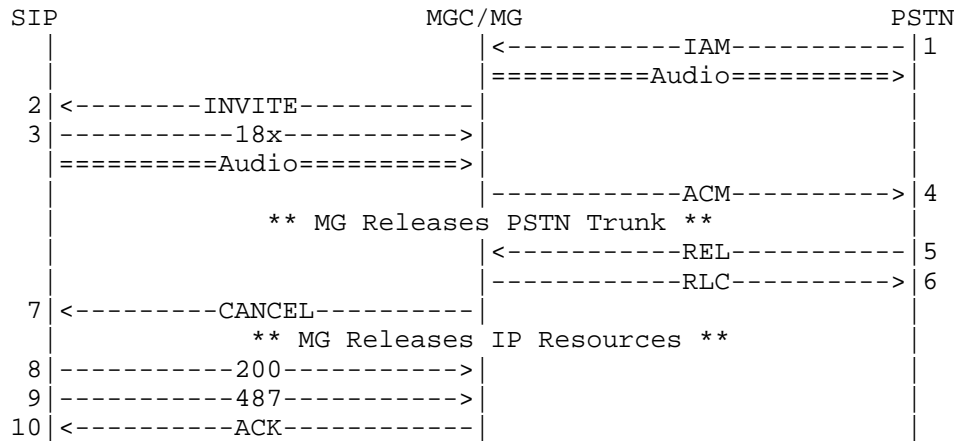 SIP                       MGC/MG                       PSTN
  |                          |<-----------IAM-----------|1
  |                          |==========Audio==========>|
 2|<--------INVITE-----------|                          |
 3|-----------18x----------->|                          |
  |==========Audio==========>|                          |
  |                          |------------ACM---------->|4
  |             ** MG Releases PSTN Trunk **            |
  |                          |<-----------REL-----------|5
  |                          |------------RLC---------->|6
 7|<---------CANCEL----------|                          |
  |            ** MG Releases IP Resources **           |
 8|-----------200----------->|                          |
 9|-----------487----------->|                          |
10|<----------ACK------------|                          |